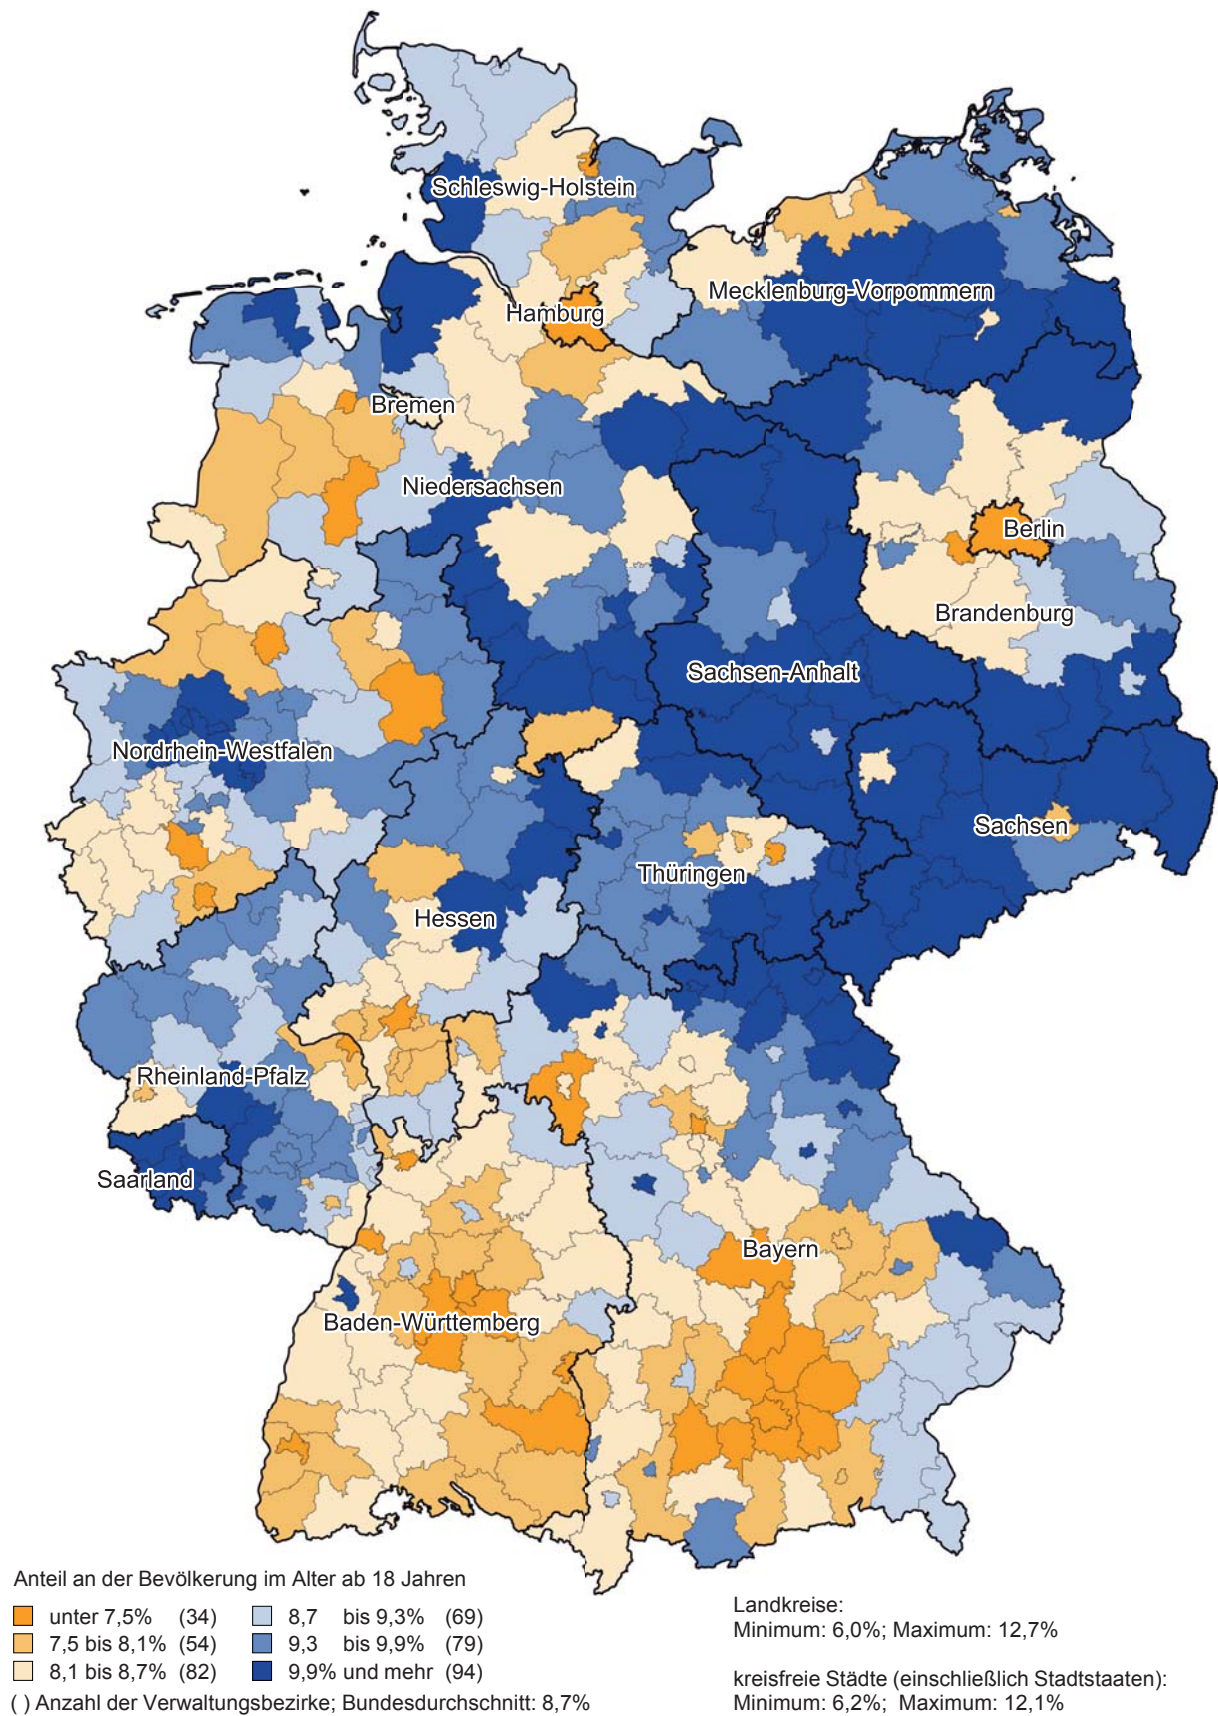 Schleswig-Holstein
Mecklenburg-Vorpommern
Hamburg
Bremen
Niedersachsen
Berlin
Brandenburg
Sachsen-Anhalt
Nordrhein-Westfalen
Sachsen
Thüringen
Hessen
Rheinland-Pfalz
Saarland
Bayern
Baden-Württemberg
Anteil an der Bevölkerung im Alter ab 18 Jahren
unter 7,5% (34) 8,7 bis 9,3% (69)
7,5 bis 8,1% (54) 9,3 bis 9,9% (79)
8,1 bis 8,7% (82) 9,9% und mehr (94)
( ) Anzahl der Verwaltungsbezirke; Bundesdurchschnitt: 8,7%
Landkreise:
Minimum: 6,0%; Maximum: 12,7%
kreisfreie Städte (einschließlich Stadtstaaten):
Minimum: 6,2%; Maximum: 12,1%